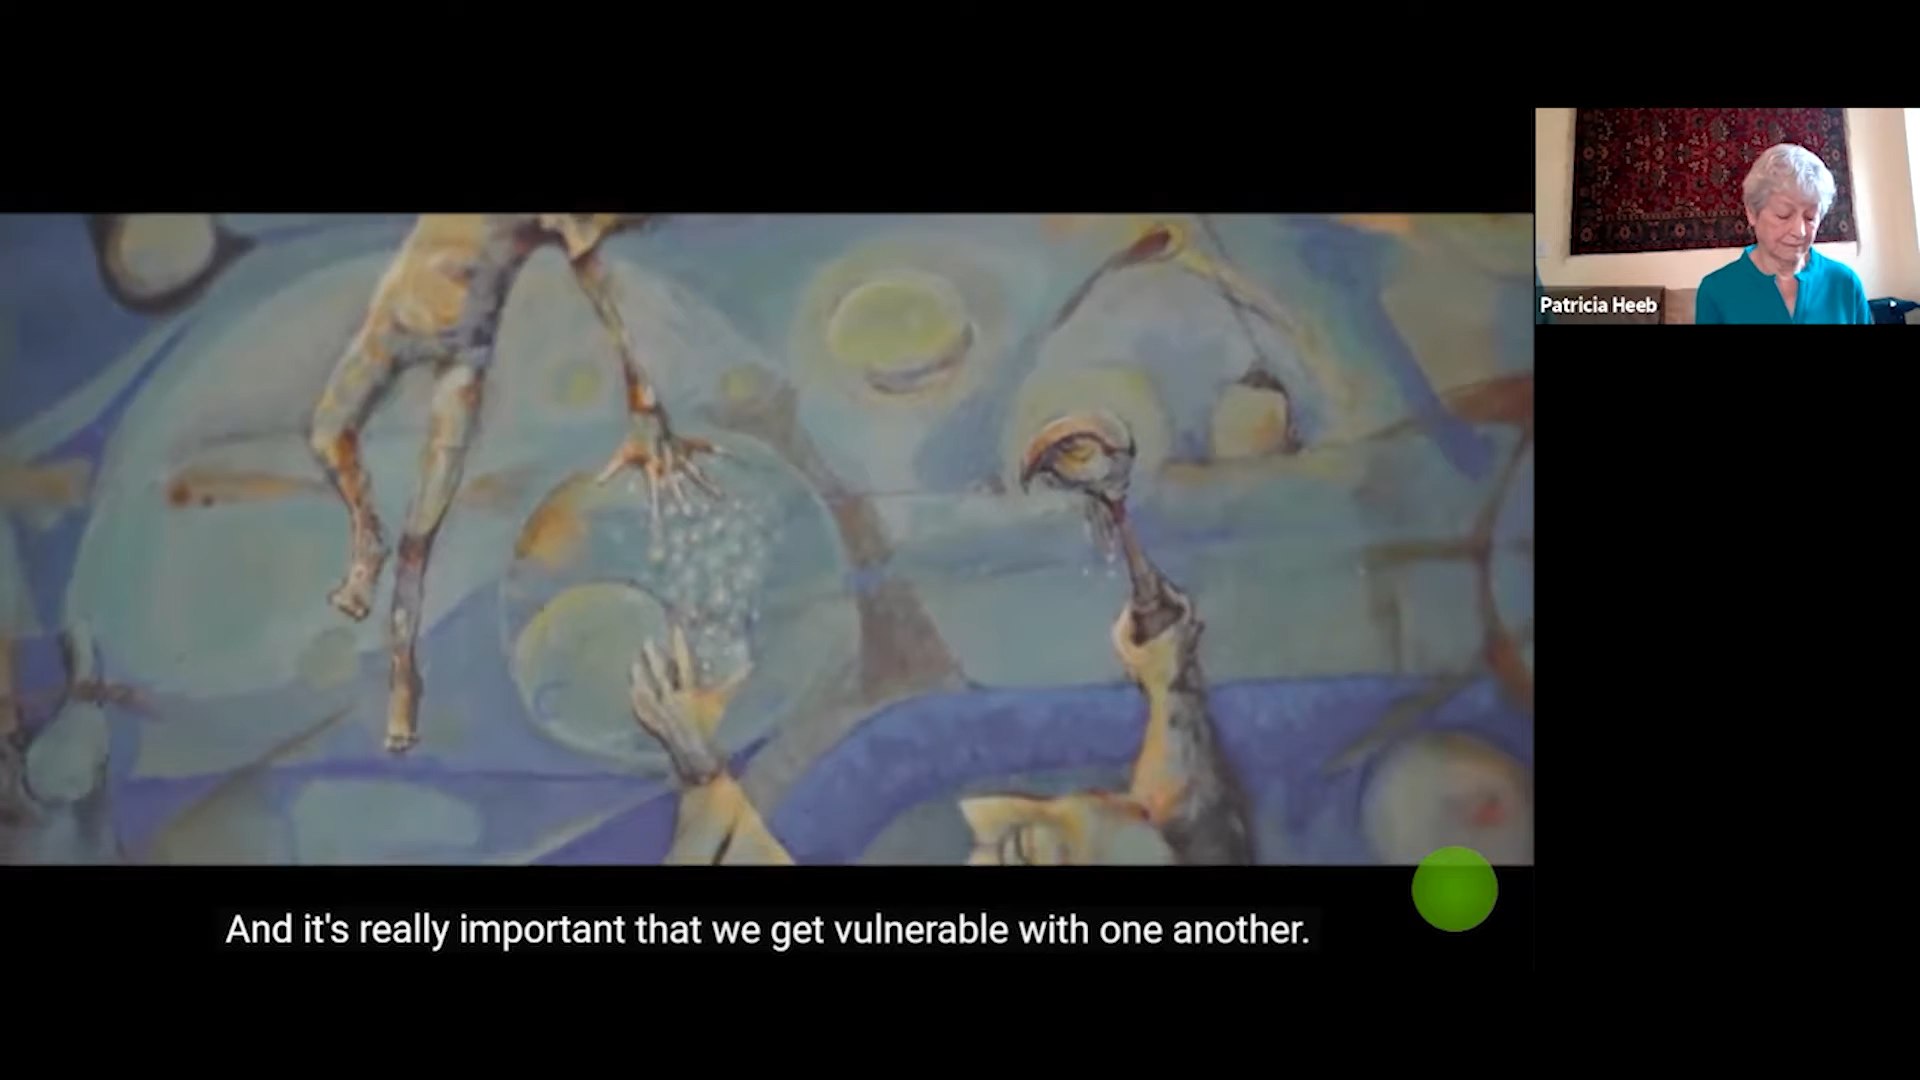 Patricia Heeb
And it's really important that we get vulnerable with one another.